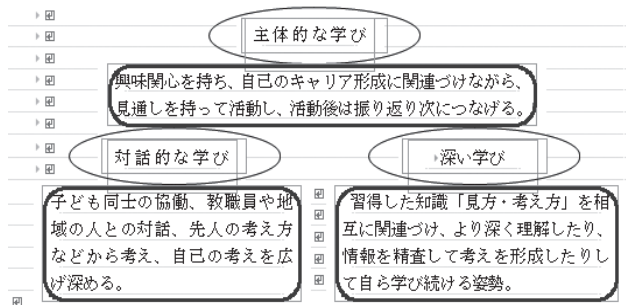 主体的な学び
興味関心を持ち、自己のキャリア形成に関連づけながら、
見通しを持って活動し、活動後は振り返り次につなげる。
対話的な学び
子ども同士の協働、教職員や地
域の人との対話、先人の考え方
などから考え、自己の考えを広
げ深める。
深い学び
習得した知識「見方・考え方」を相
互に関連づけ、より深く理解したり、
情報を精査して考えを形成したりし
て自ら学び続ける姿勢。